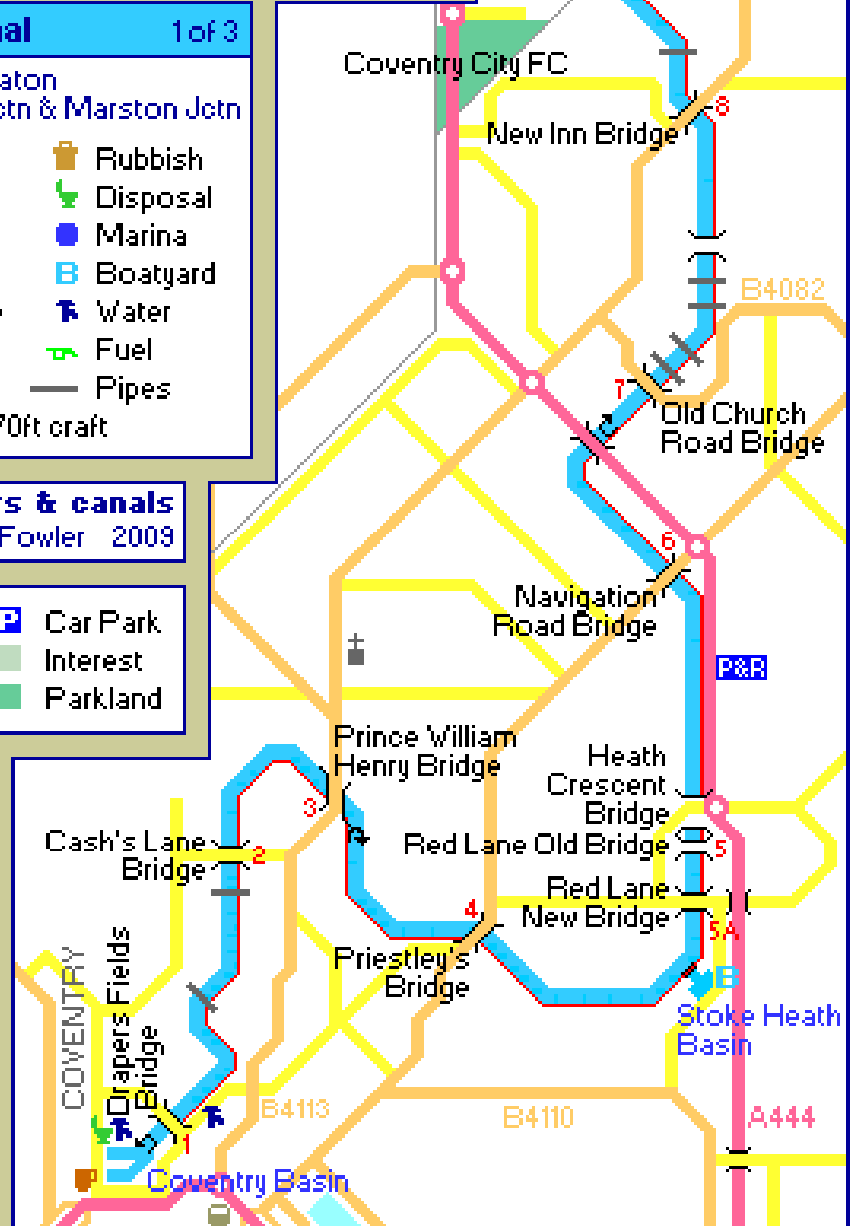 al 1 of 3
aton
ctn & Marston Jctn
Rubbish
Disposal
Marina
B Boatyard
Water
Fuel
Pipes
70ft craft
rs & canals
Fowler 2009
P Car Park
Interest
Parkland
Coventry City FC
8
New Inn Bridge
B4082
7
Old Church
Road Bridge
6
Navigation
Road Bridge
P&R
Prince William
Henry Bridge
3
Heath
Crescent
Bridge
Cash's Lane
Bridge
2
Red Lane Old Bridge
5
Red Lane
New Bridge
5A
4
Priestley's
Bridge
B
Stoke Heath
Basin
COVENTRY
Drapers Fields
Bridge
1
B4113
B4110
A444
Coventry Basin